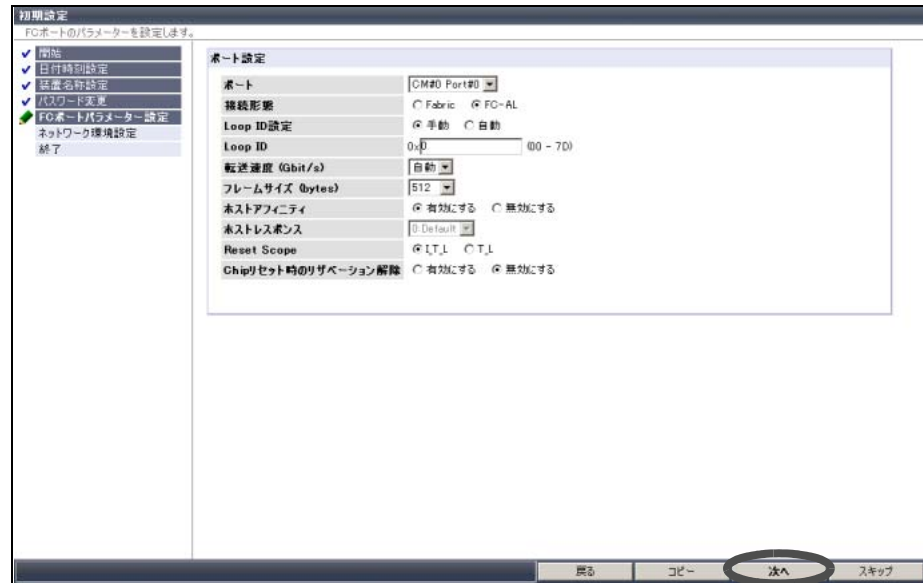 初期設定
FCポートのパラメーターを設定します。
開始
日付時刻設定
装置名称設定
パスワード変更
FCポートパラメーター設定
ネットワーク環境設定
終了
ポート設定
ポート CM#0 Port#0
接続形態 Fabric FC-AL
Loop ID設定 手動 自動
Loop ID 0x0 (00 - 7D)
転送速度 (Gbit/s) 自動
フレームサイズ (bytes) 512
ホストアフィニティ 有効にする 無効にする
ホストレスポンス 0:Default
Reset Scope I_T_L T_L
Chipリセット時のリザベーション解除 有効にする 無効にする
戻る コピー 次へ スキップ